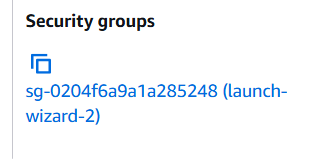 Security groups
sg-0204f6a9a1a285248 (launch-
wizard-2)